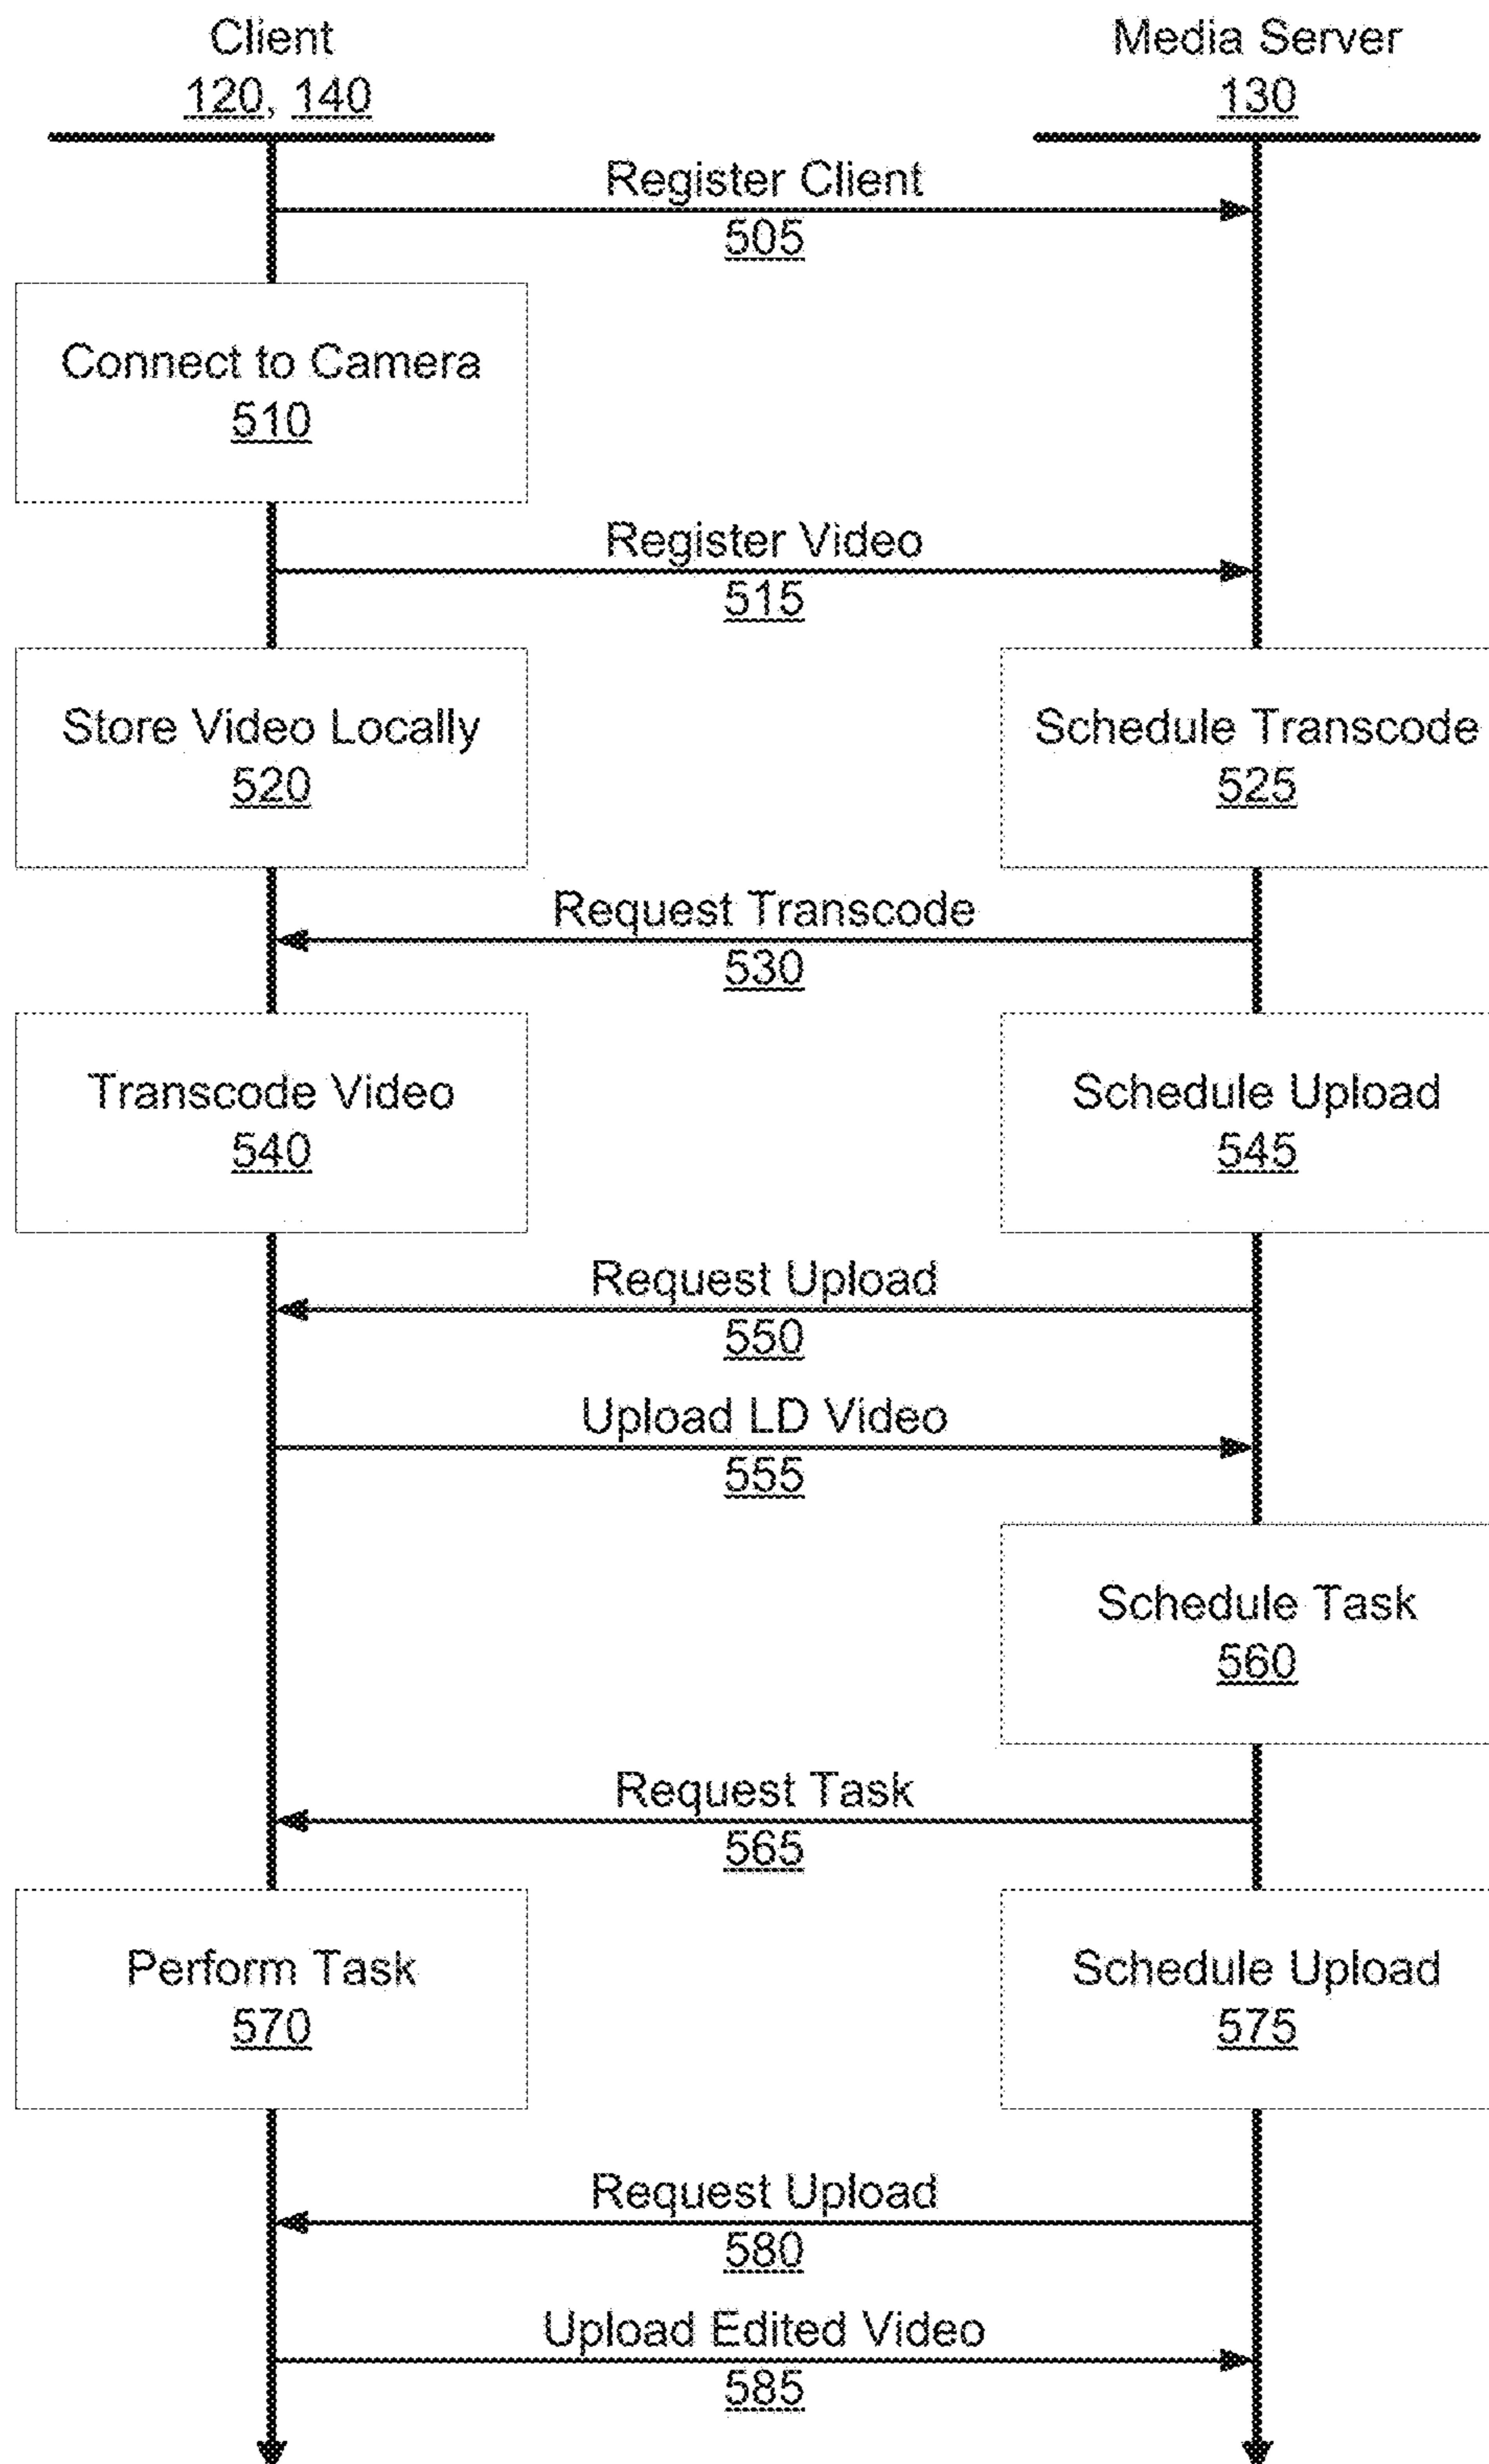 Client
120, 140
Media Server
130
Register Client
505
Connect to Camera
510
Register Video
515
Store Video Locally
520
Schedule Transcode
525
Request Transcode
530
Transcode Video
540
Schedule Upload
545
Request Upload
550
Upload LD Video
555
Schedule Task
560
Request Task
565
Perform Task
570
Schedule Upload
575
Request Upload
580
Upload Edited Video
585